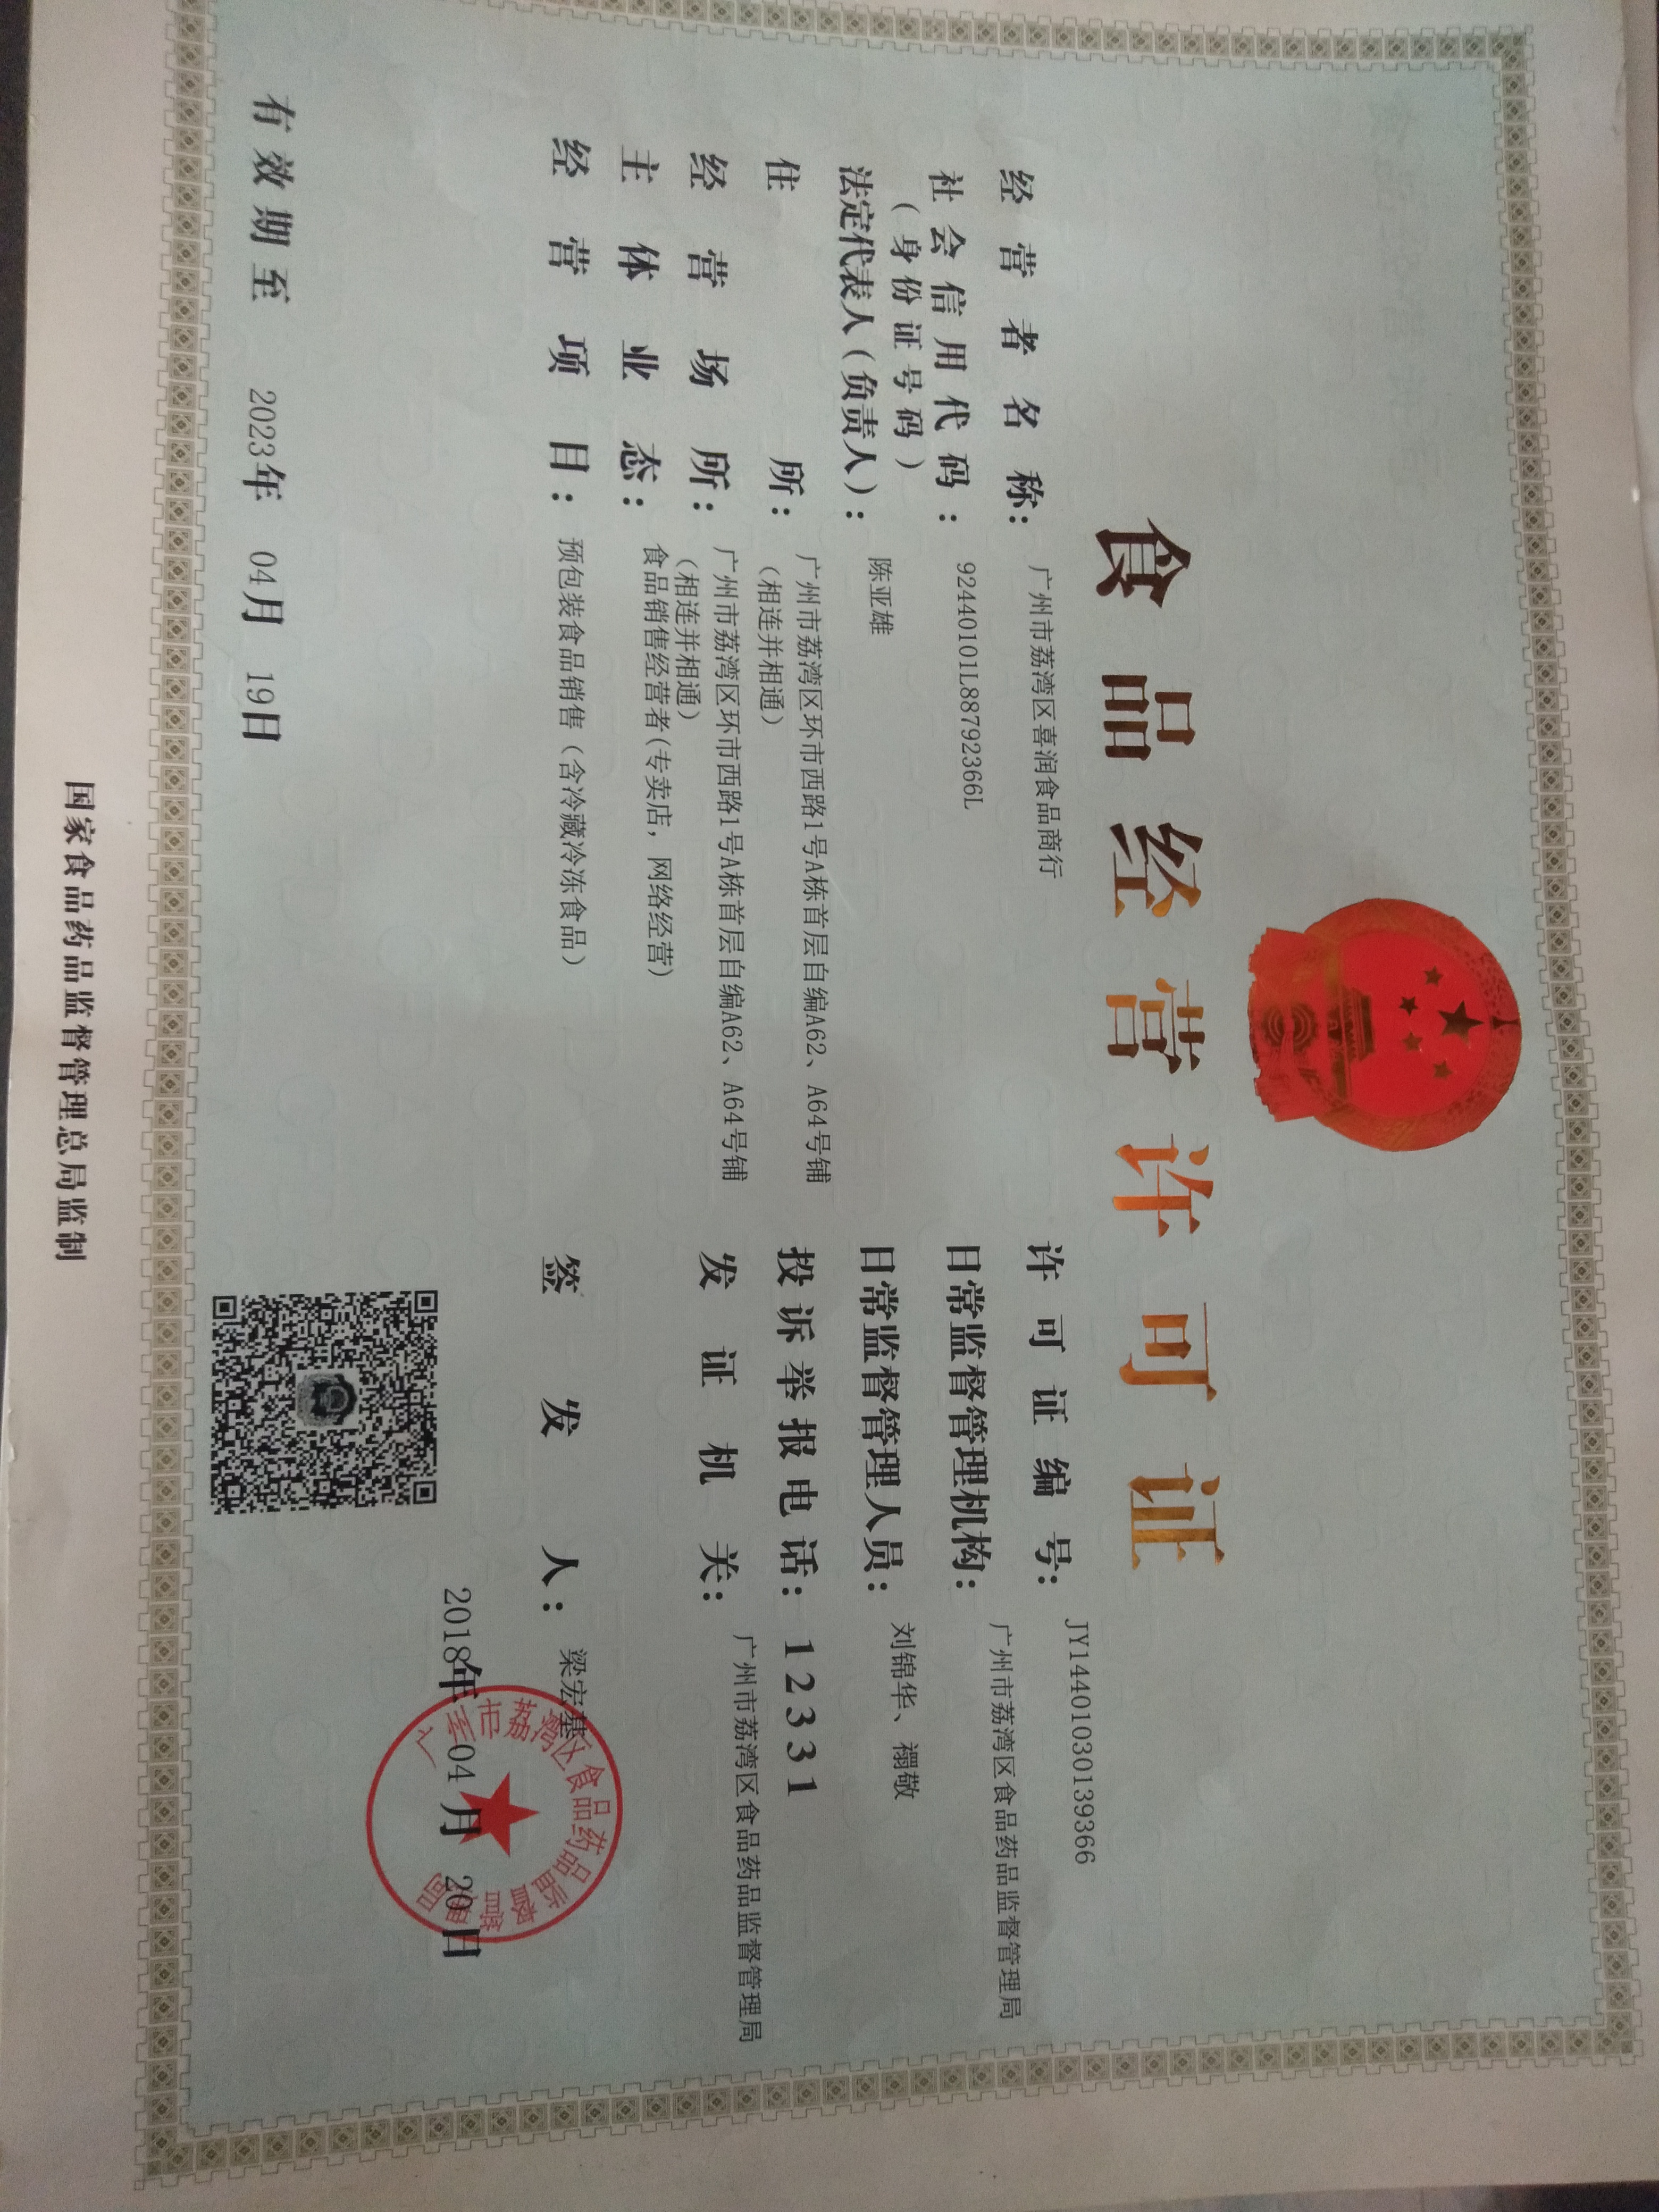 食品经营许可证
经营者名称：广州市荔湾区喜润食品商行
社会信用代码：92440101L88792366L
（身份证号码）
法定代表人（负责人）：陈亚雄
住所：广州市荔湾区环市西路1号A栋首层自编A62、A64号铺
（相连并相通）
经营场所：广州市荔湾区环市西路1号A栋首层自编A62、A64号铺
（相连并相通）
主体业态：食品销售经营者(专卖店，网络经营)
经营项目：预包装食品销售（含冷藏冷冻食品）
许可证编号：JY14401030139366
日常监督管理机构：广州市荔湾区食品药品监督管理局
日常监督管理人员：刘锦华、禤敬
投诉举报电话：12331
发证机关：广州市荔湾区食品药品监督管理局
签发人：梁宏基
广州市荔湾区食品药品监督管理局
2018年04月20日
有效期至 2023年 04月 19日
国家食品药品监督管理总局监制